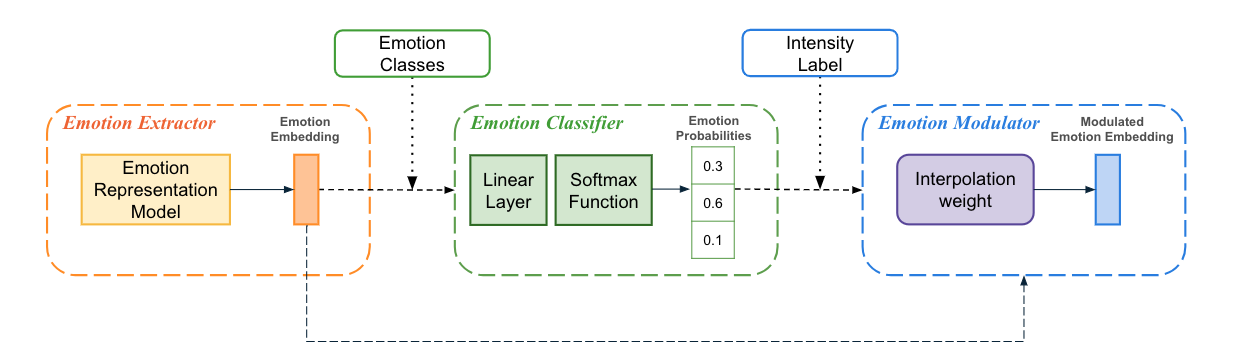 Emotion
Classes
Intensity
Label
Emotion Extractor
Emotion
Embedding
Emotion
Representation
Model
Emotion Classifier
Emotion
Probabilities
Linear
Layer
Softmax
Function
0.3
0.6
0.1
Emotion Modulator
Modulated
Emotion Embedding
Interpolation
weight